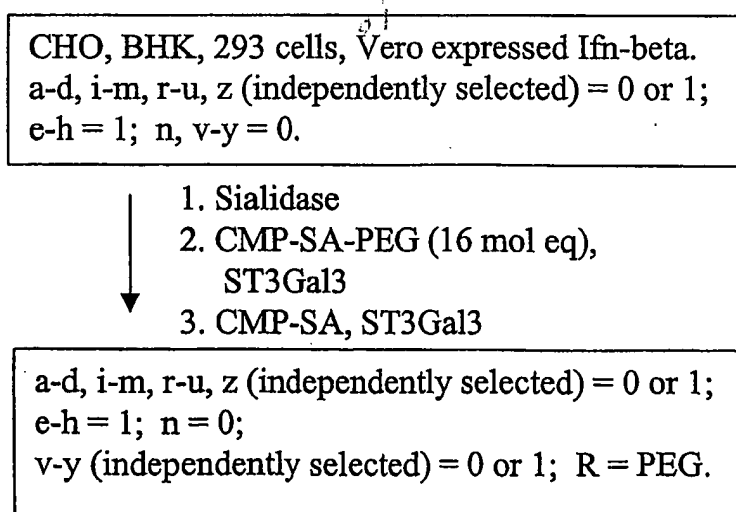 CHO, BHK, 293 cells, Vero expressed Ifn-beta.
a-d, i-m, r-u, z (independently selected) = 0 or 1;
e-h = 1; n, v-y = 0.
1. Sialidase
2. CMP-SA-PEG (16 mol eq),
ST3Gal3
3. CMP-SA, ST3Gal3
a-d, i-m, r-u, z (independently selected) = 0 or 1;
e-h = 1; n = 0;
v-y (independently selected) = 0 or 1; R = PEG.